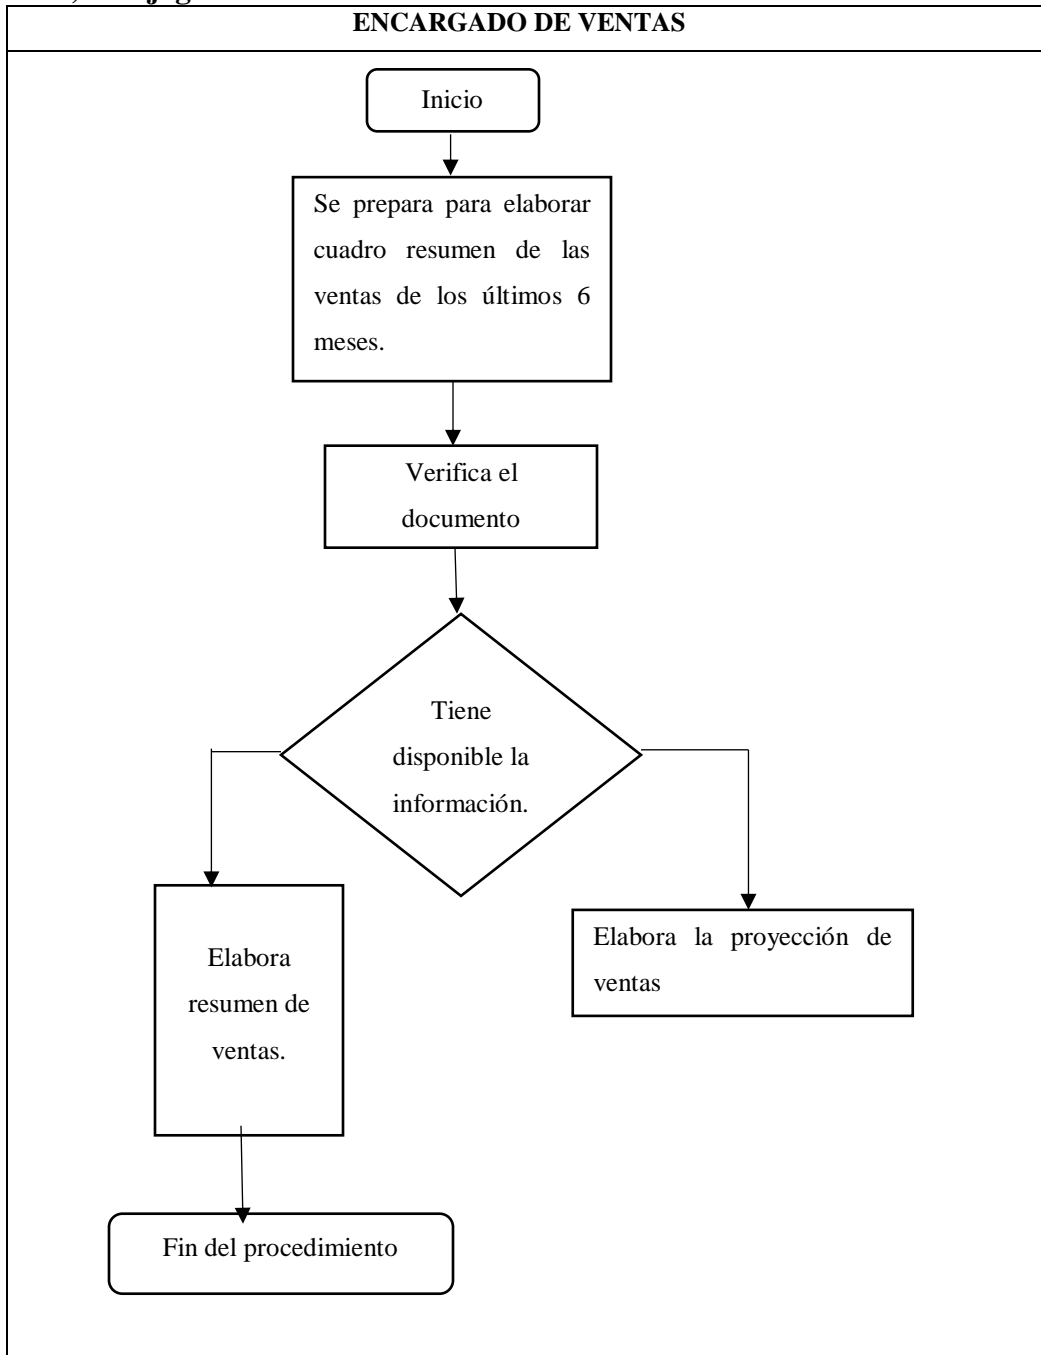 ENCARGADO DE VENTAS
Inicio
Se prepara para elaborar
cuadro resumen de las
ventas de los últimos 6
meses.
Verifica el
documento
Tiene
disponible la
información.
Elabora
resumen de
ventas.
Elabora la proyección de
ventas
Fin del procedimiento